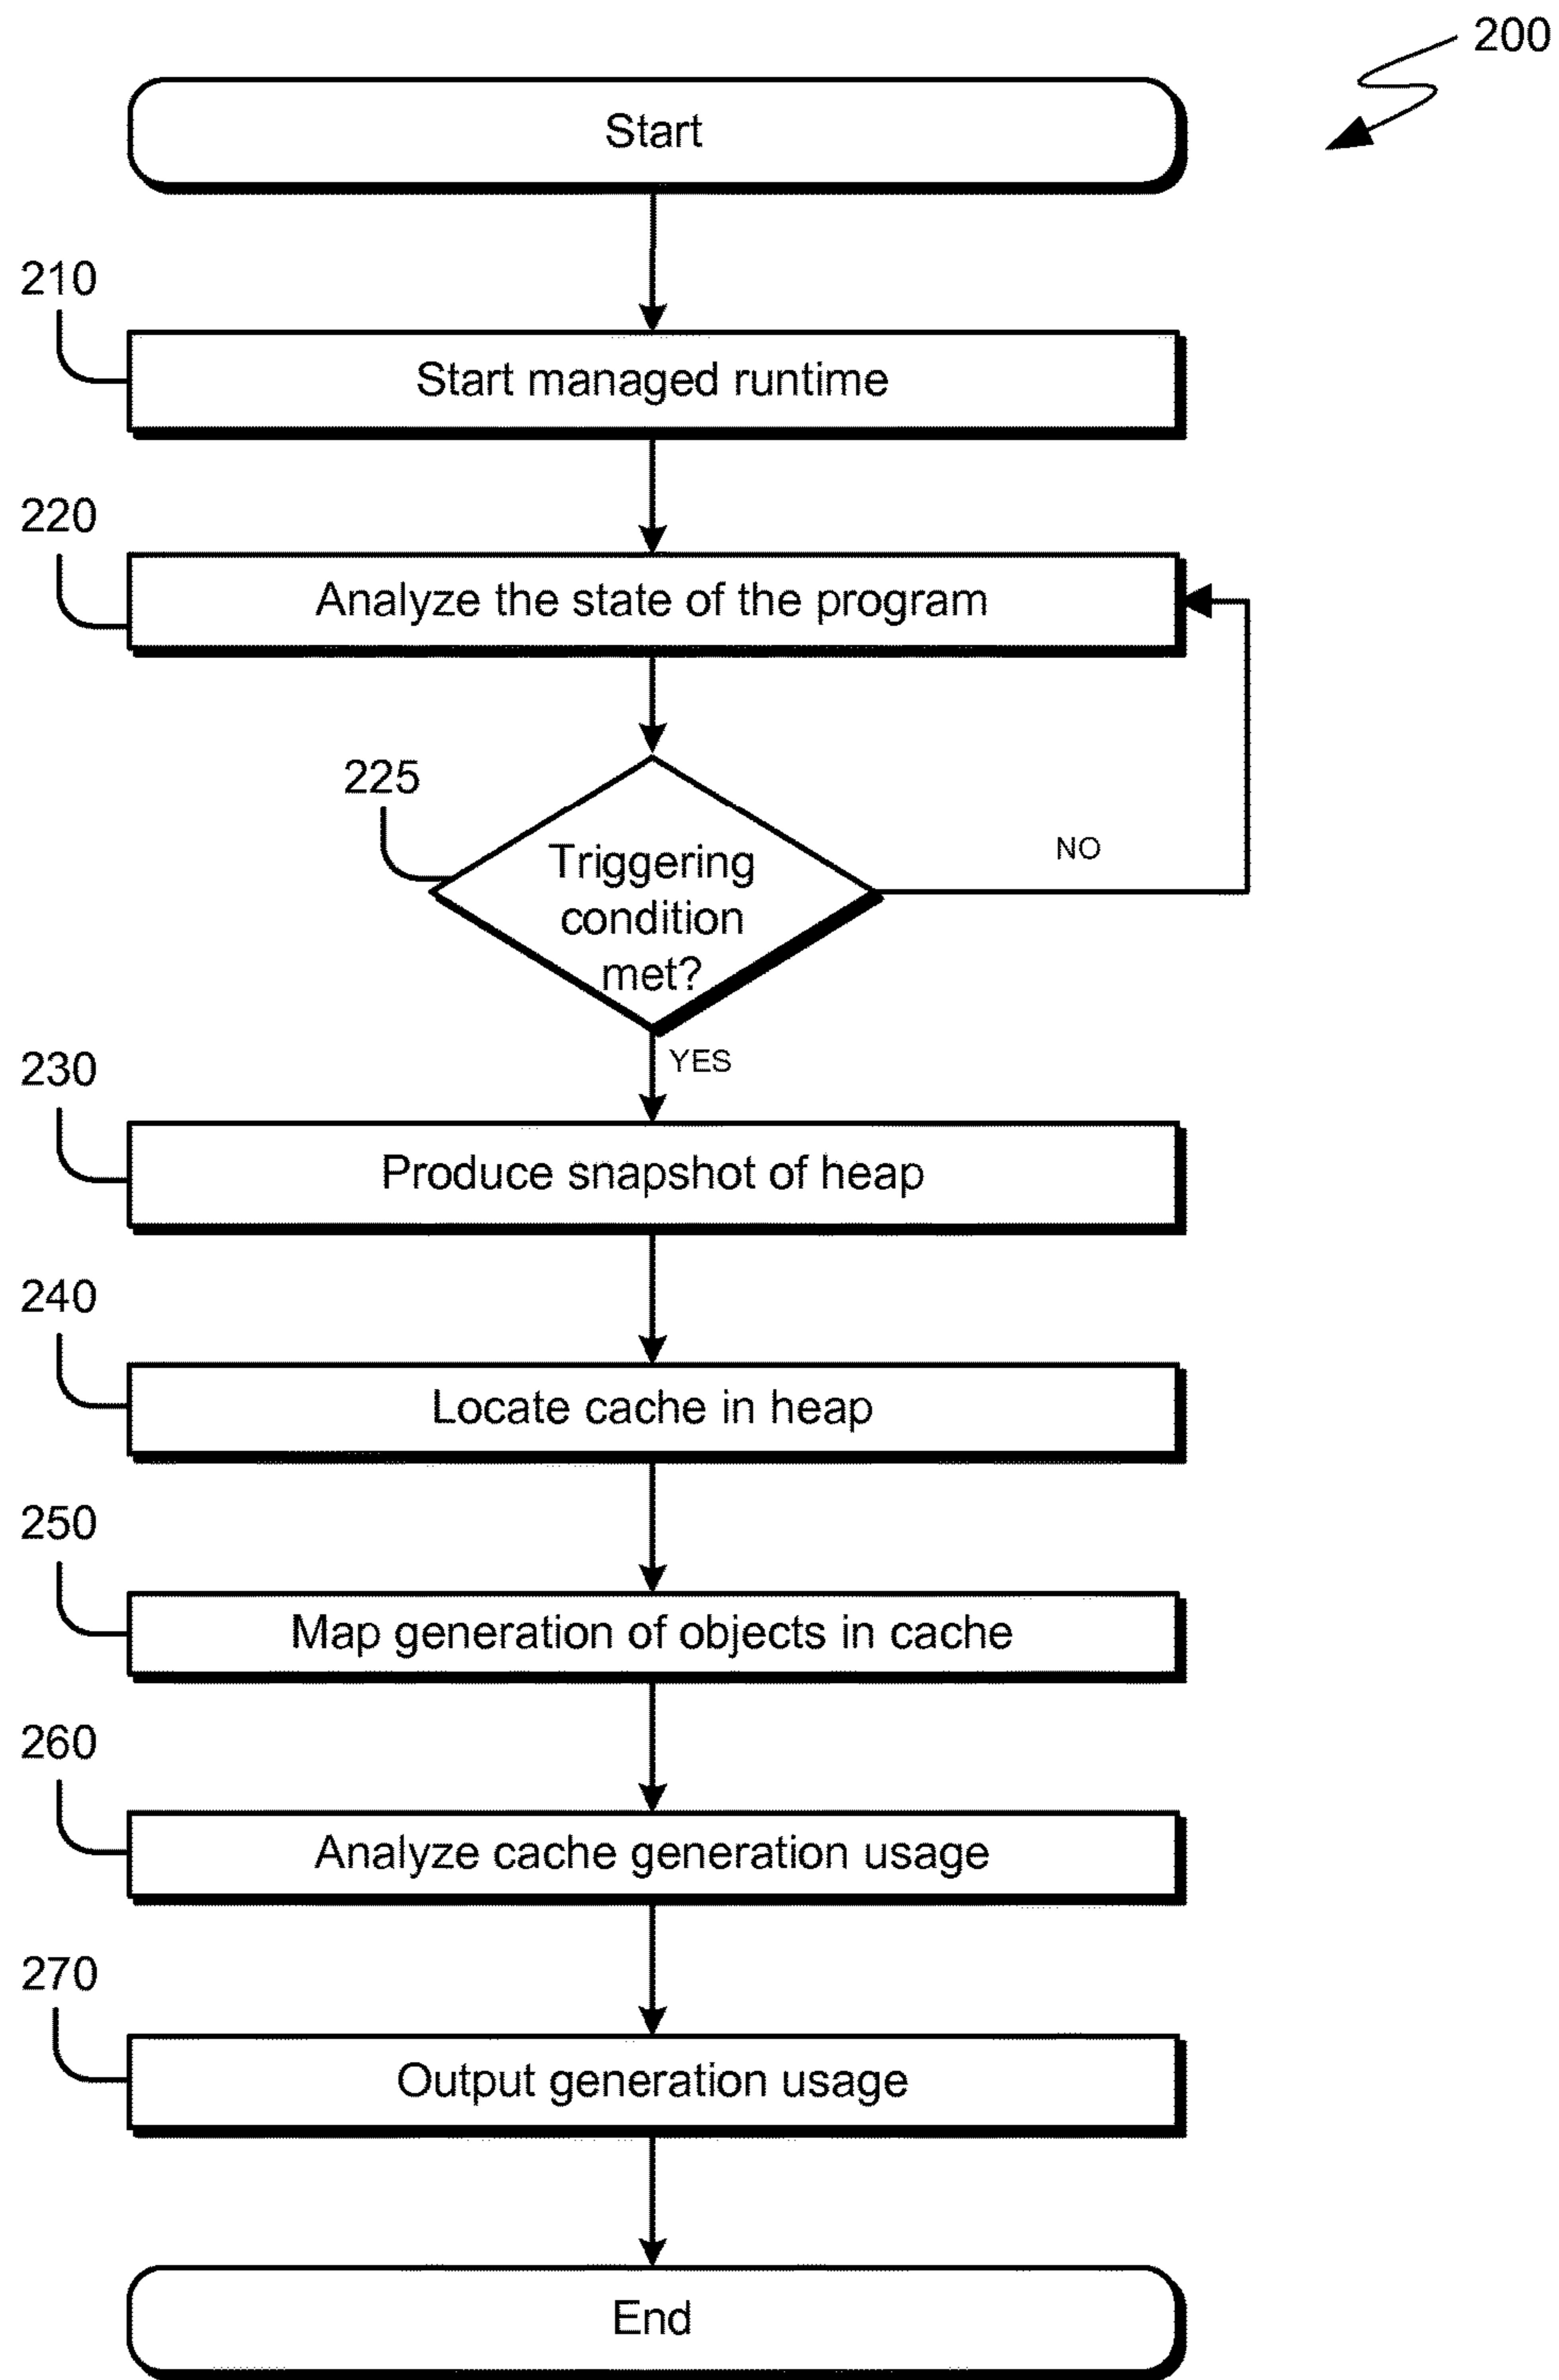 200
Start
210
Start managed runtime
220
Analyze the state of the program
225
Triggering
condition
met?
NO
YES
230
Produce snapshot of heap
240
Locate cache in heap
250
Map generation of objects in cache
260
Analyze cache generation usage
270
Output generation usage
End